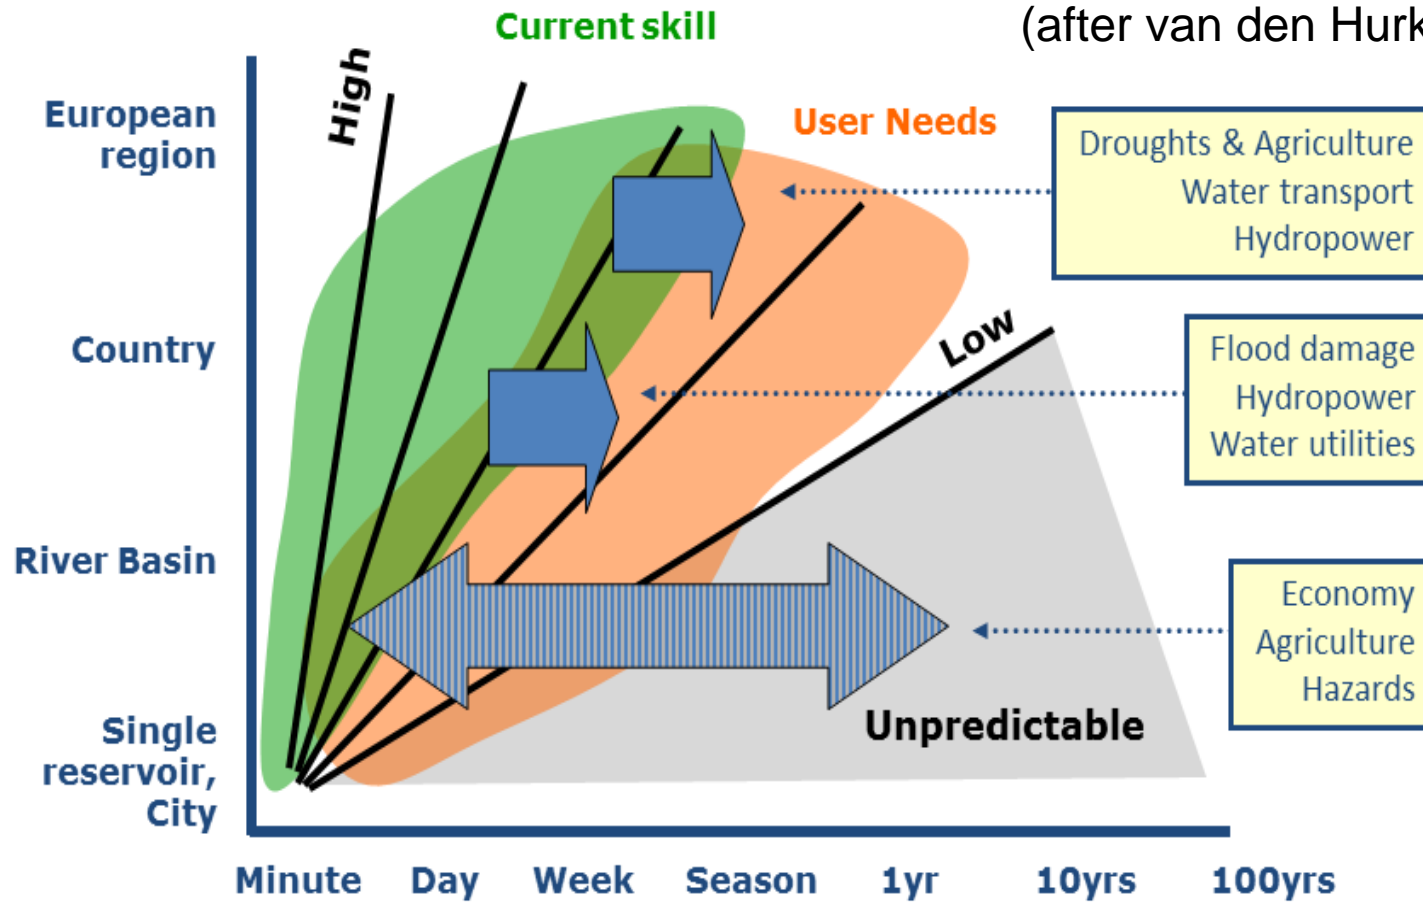 (after van den Hurk
Current skill
High
User Needs
European
region
Country
River Basin
Single
reservoir,
City
Low
Unpredictable
Droughts & Agriculture
Water transport
Hydropower
Flood damage
Hydropower
Water utilities
Economy
Agriculture
Hazards
Minute Day Week Season 1yr 10yrs 100yrs